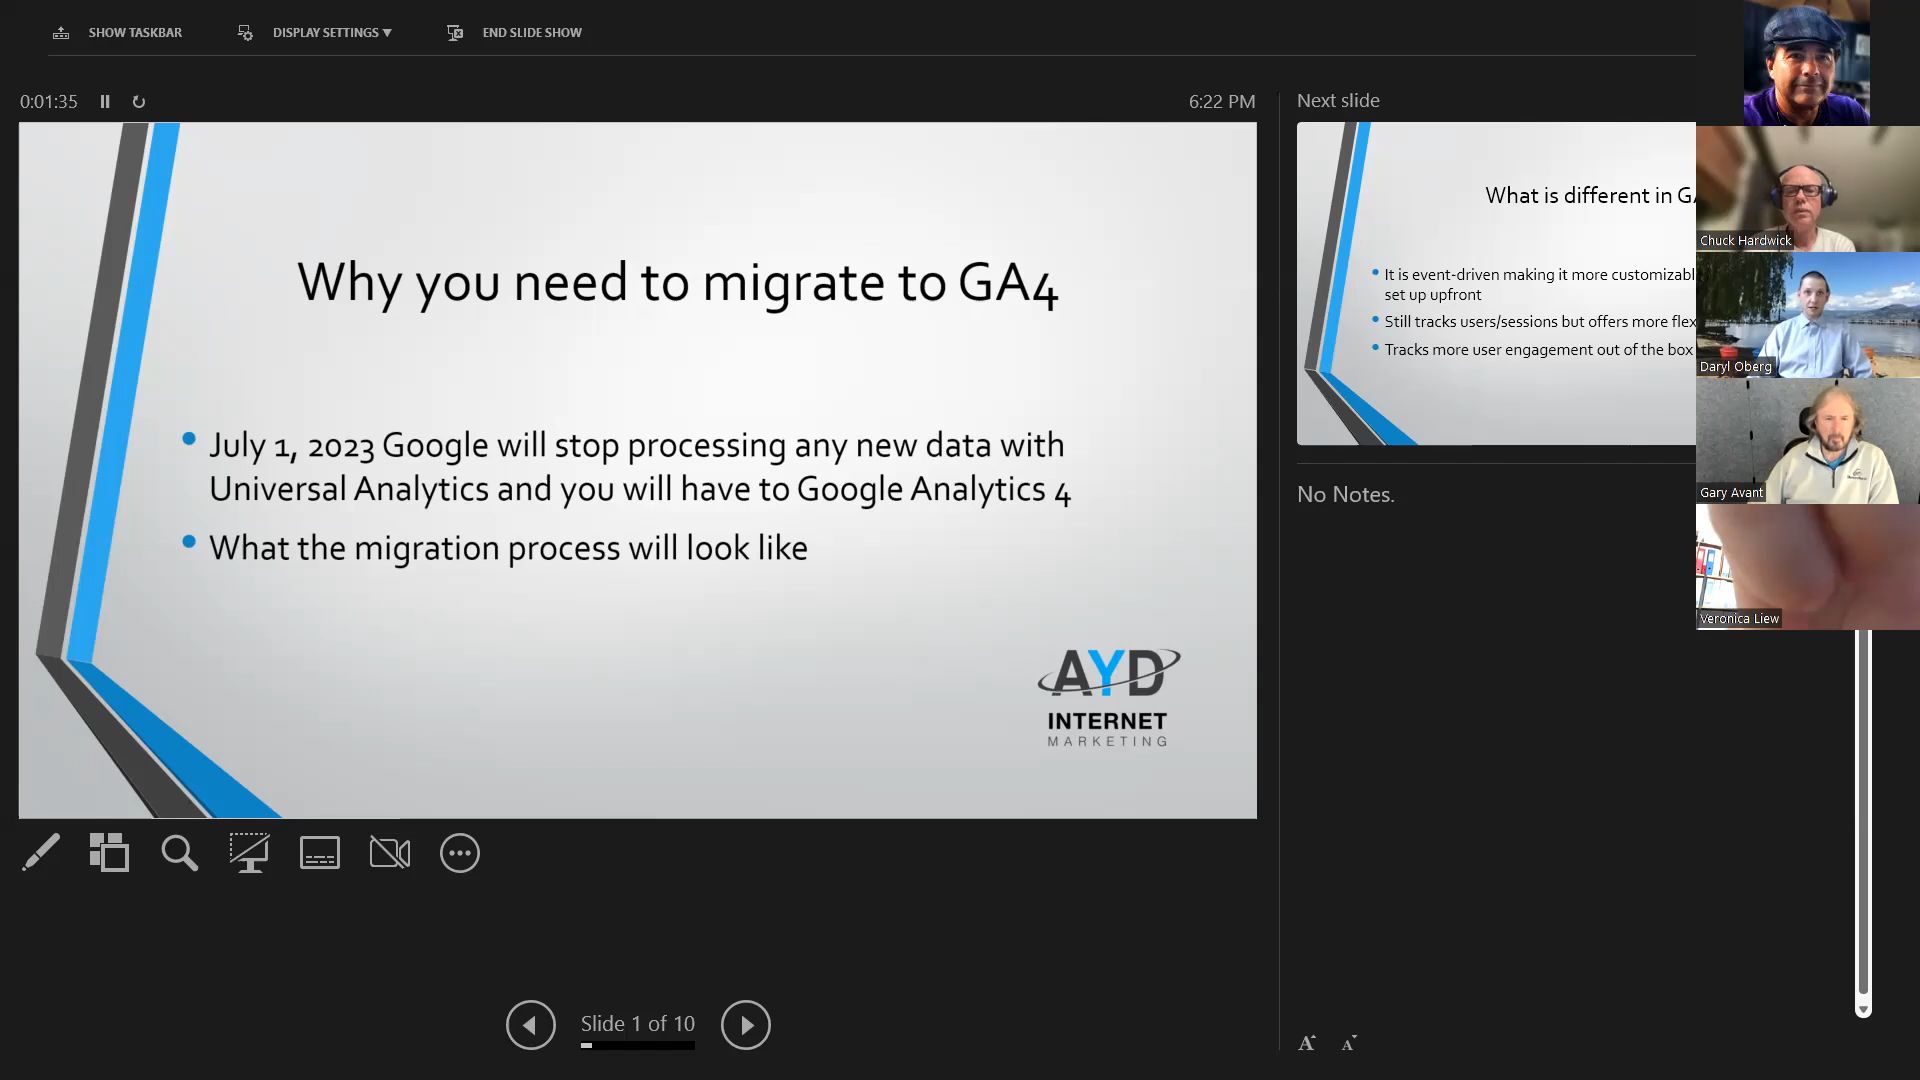 SHOW TASKBAR
DISPLAY SETTINGS ▼
END SLIDE SHOW
0:01:35
6:22 PM
Why you need to migrate to GA4
July 1, 2023 Google will stop processing any new data with
Universal Analytics and you will have to Google Analytics 4
What the migration process will look like
AYD
INTERNET
MARKETING
Slide 1 of 10
Next slide
What is different in
It is event-driven making it more
set up upfront
Still tracks users/sessions but offers more
Tracks more user engagement out of the box
No Notes.
A
A
Chuck Hardwick
Daryl Oberg
Gary Avant
Veronica Liew